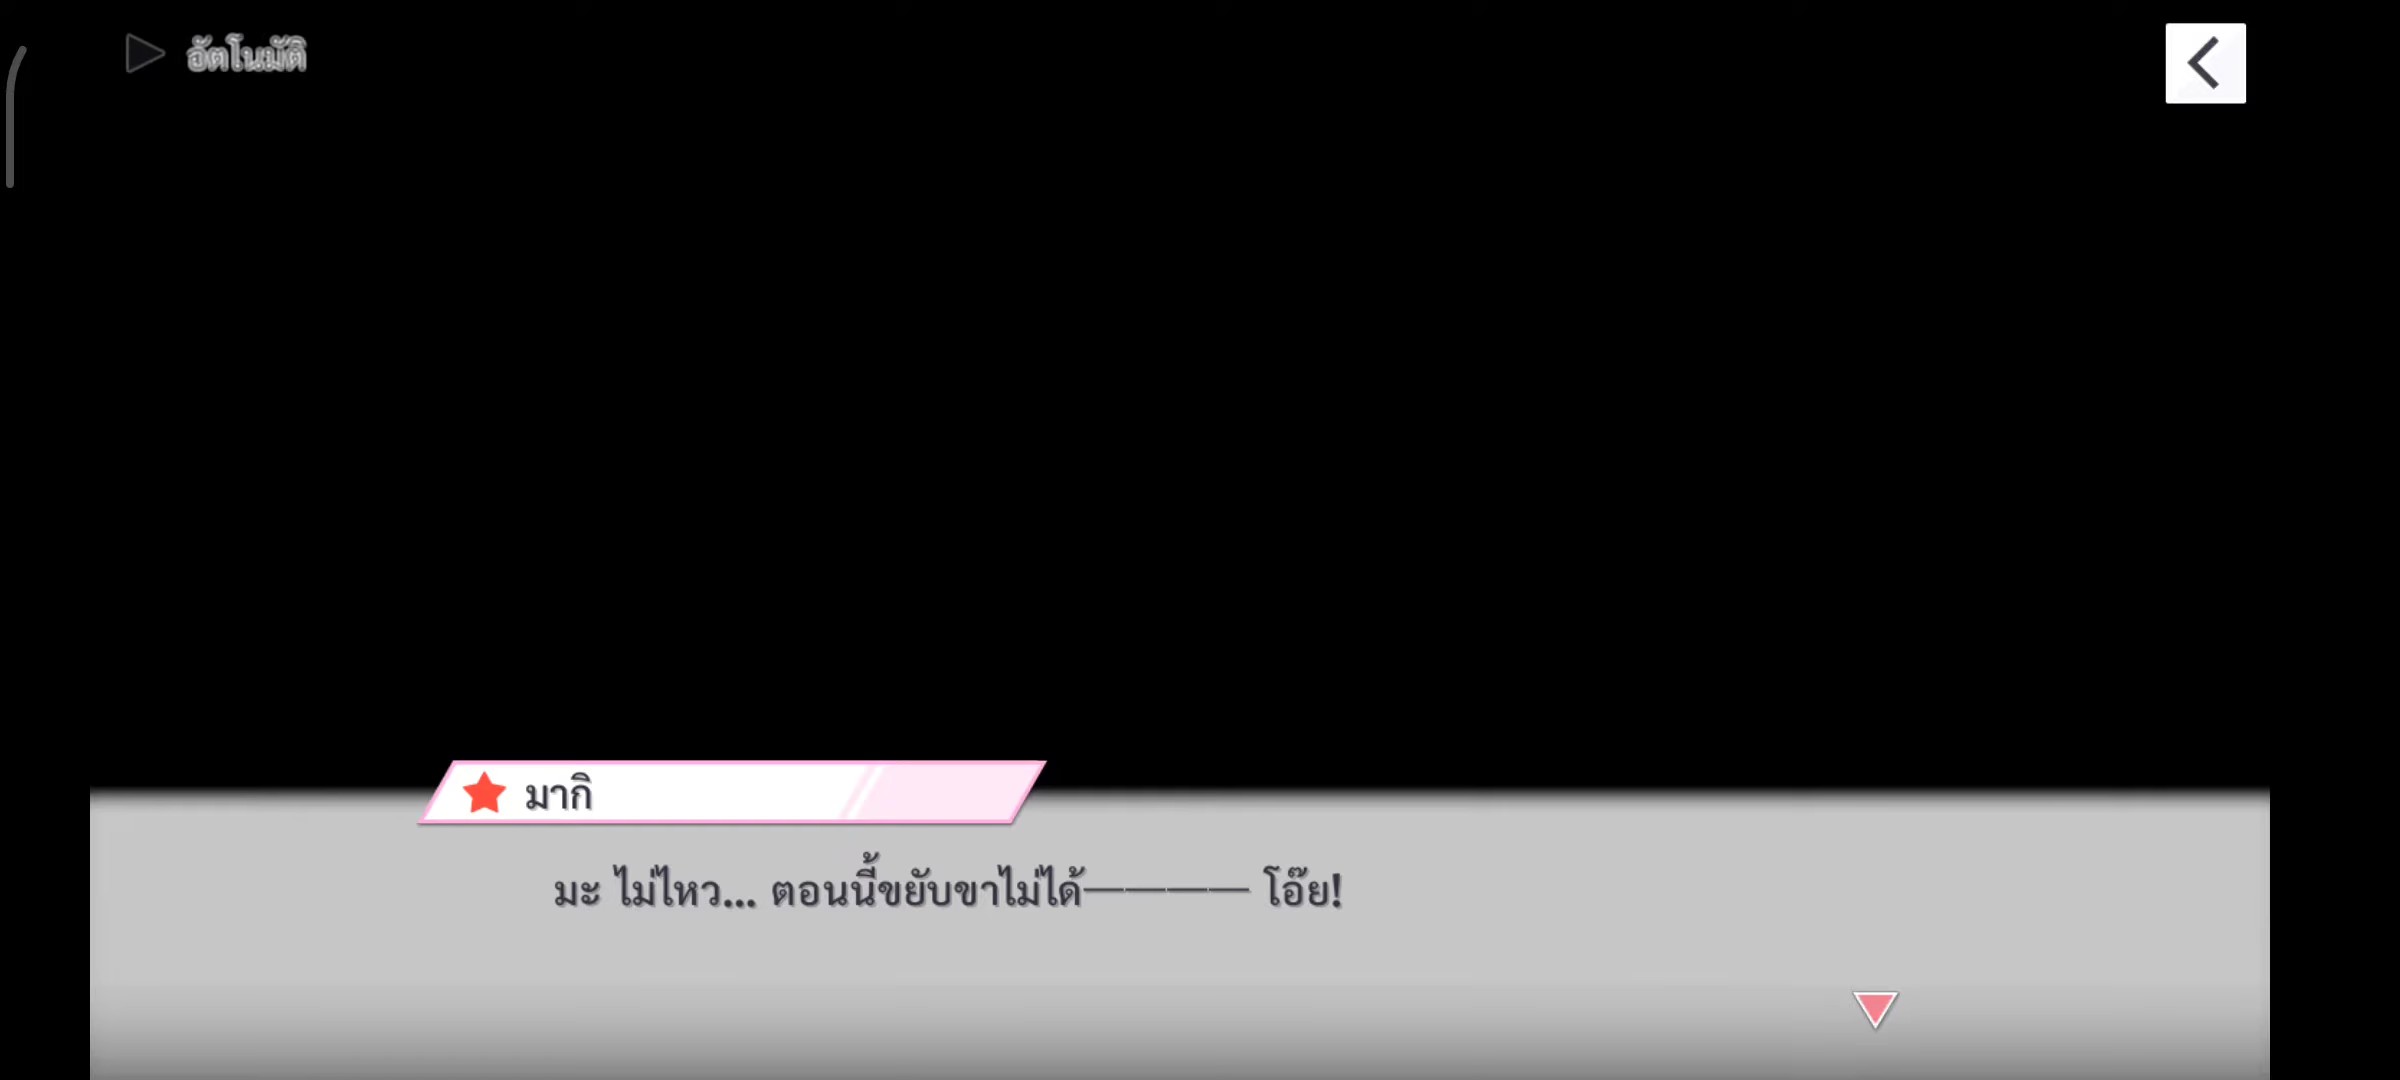 อัตโนมัติ
มากิ
มะ ไม่ไหว... ตอนนี้ขยับขาไม่ได้──── โอ๊ย!